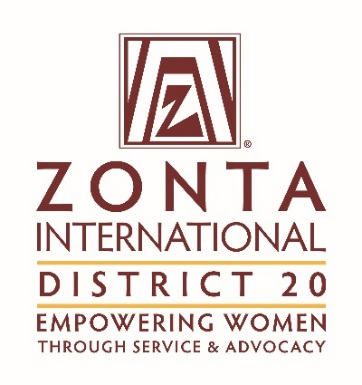 Z
®
ZONTA
INTERNATIONAL
DISTRICT 20
EMPOWERING WOMEN
THROUGH SERVICE & ADVOCACY